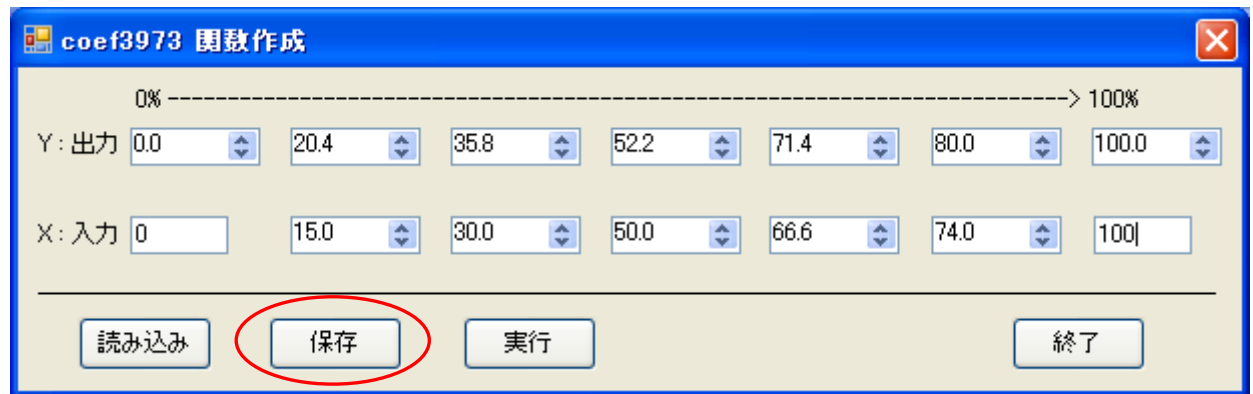 coef3973 関数作成
0% ------------------------------------------------------------> 100%
Y : 出力 0.0 20.4 35.8 52.2 71.4 80.0 100.0
X : 入力 0 15.0 30.0 50.0 66.6 74.0 100
読み込み 保存 実行 終了